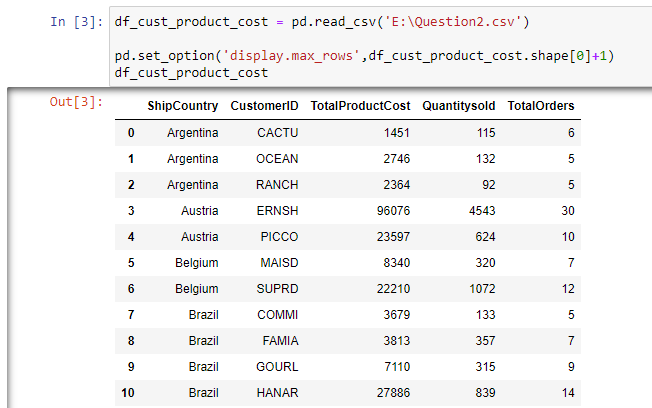 In [3]: df_cust_product_cost = pd.read_csv('E:\Question2.csv')
pd.set_option('display.max_rows',df_cust_product_cost.shape[0]+1)
df_cust_product_cost
Out[3]:
ShipCountry CustomerID TotalProductCost Quantitysold TotalOrders
0 Argentina CACTU 1451 115 6
1 Argentina OCEAN 2746 132 5
2 Argentina RANCH 2364 92 5
3 Austria ERNSH 96076 4543 30
4 Austria PICCO 23597 624 10
5 Belgium MAISD 8340 320 7
6 Belgium SUPRD 22210 1072 12
7 Brazil COMMI 3679 133 5
8 Brazil FAMIA 3813 357 7
9 Brazil GOURL 7110 315 9
10 Brazil HANAR 27886 839 14